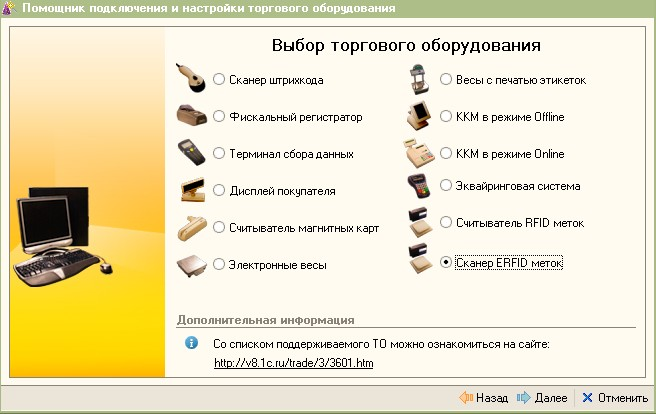 Помощник подключения и настройки торгового оборудования
Выбор торгового оборудования
Сканер штрихкода
Фискальный регистратор
Терминал сбора данных
Дисплей покупателя
Считыватель магнитных карт
Электронные весы
Весы с печатью этикеток
ККМ в режиме Offline
ККМ в режиме Online
Эквайринговая система
Считыватель RFID меток
Сканер ERFID меток
Дополнительная информация
Со списком поддерживаемого ТО можно ознакомиться на сайте:
http://v8.1c.ru/trade/3/3601.htm
Назад Далее Отменить